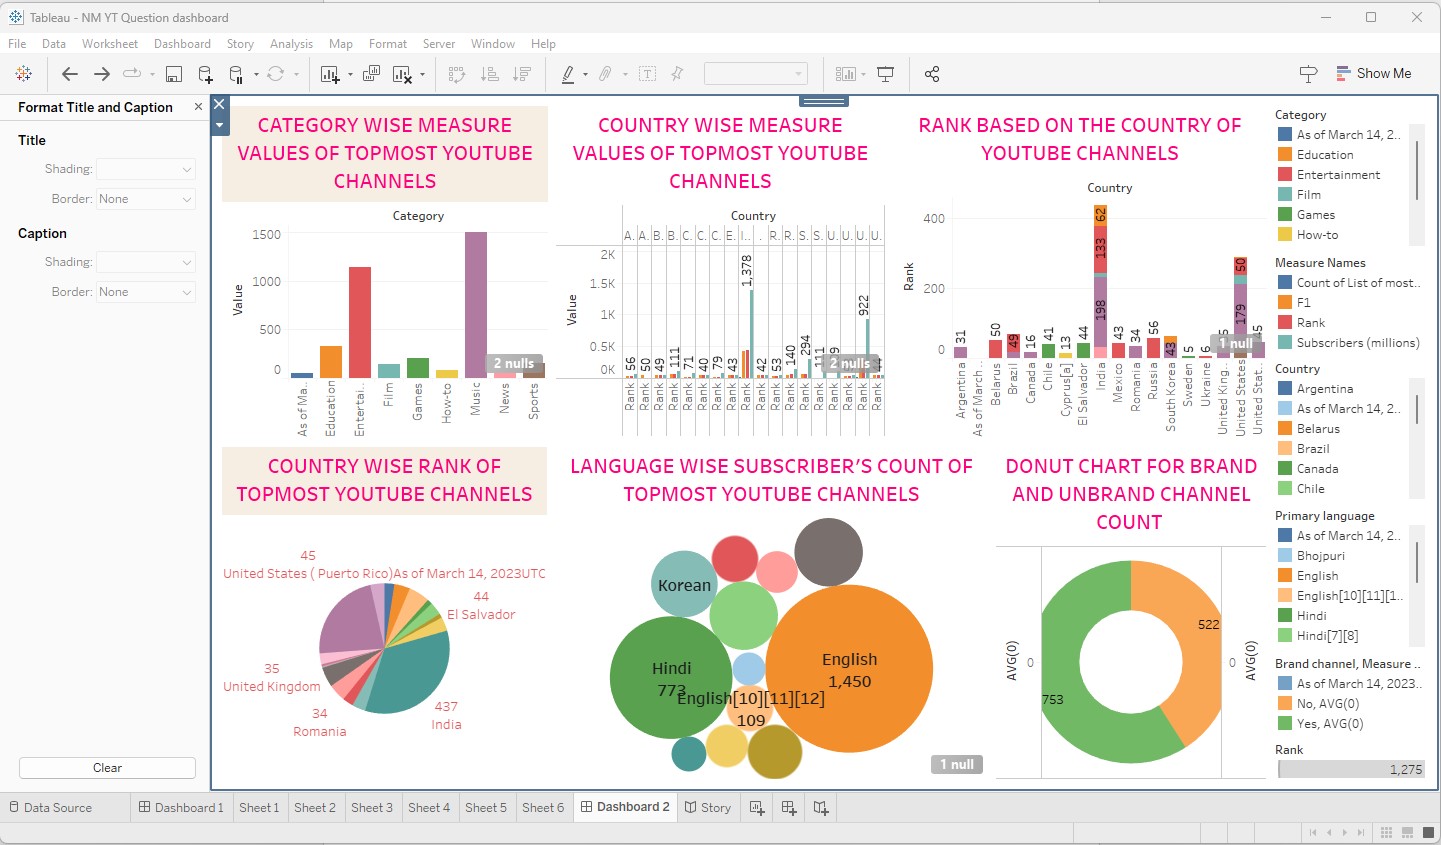 Tableau - NM YT Question dashboard
File Data Worksheet Dashboard Story Analysis Map Format Server Window Help
Show Me
Format Title and Caption
Title
Shading:
Border: None
Caption
Shading:
Border: None
Clear
CATEGORY WISE MEASURE
VALUES OF TOPMOST YOUTUBE
CHANNELS
Category
Value
1500
1000
500
0
2 nulls
As of Ma..
Education
Entertai..
Film
Games
How-to
Music
News
Sports
COUNTRY WISE MEASURE
VALUES OF TOPMOST YOUTUBE
CHANNELS
Country
A. A. B. B. C. C. C. E. I.. . R. R. S. S. U. U. U. U.
Value
2K
1.5K
1K
0.5K
0K
56 50 49 111 71 40 79 43 1,378 42 53 140 294 111 9 922 44
2 nulls
Rank Rank Rank Rank Rank Rank Rank Rank Rank Rank Rank Rank Rank Rank Rank Rank Rank Rank
RANK BASED ON THE COUNTRY OF
YOUTUBE CHANNELS
Country
Rank
400
200
0
31 50 49 16 41 13 44 198 133 62 43 34 56 43 5 6 179 50 45
1 null
Argentina
As of March..
Belarus
Brazil
Canada
Chile
Cyprus[a]
El Salvador
India
Mexico
Romania
Russia
South Korea
Sweden
Ukraine
United King..
United States
United Stat..
COUNTRY WISE RANK OF
TOPMOST YOUTUBE CHANNELS
45
United States ( Puerto Rico)As of March 14, 2023UTC
44
El Salvador
35
United Kingdom
34
Romania
437
India
LANGUAGE WISE SUBSCRIBER'S COUNT OF
TOPMOST YOUTUBE CHANNELS
Korean
Hindi
773
English
1,450
English[10][11][12]
109
1 null
DONUT CHART FOR BRAND
AND UNBRAND CHANNEL
COUNT
AVG(0)
0
522
753
0
AVG(0)
Category
As of March 14, 2..
Education
Entertainment
Film
Games
How-to
Measure Names
Count of List of most..
F1
Rank
Subscribers (millions)
Country
Argentina
As of March 14, 2..
Belarus
Brazil
Canada
Chile
Primary language
As of March 14, 2..
Bhojpuri
English
English[10][11][1..
Hindi
Hindi[7][8]
Brand channel, Measure ..
As of March 14, 2023..
No, AVG(0)
Yes, AVG(0)
Rank
1,275
Data Source Dashboard 1 Sheet 1 Sheet 2 Sheet 3 Sheet 4 Sheet 5 Sheet 6 Dashboard 2 Story